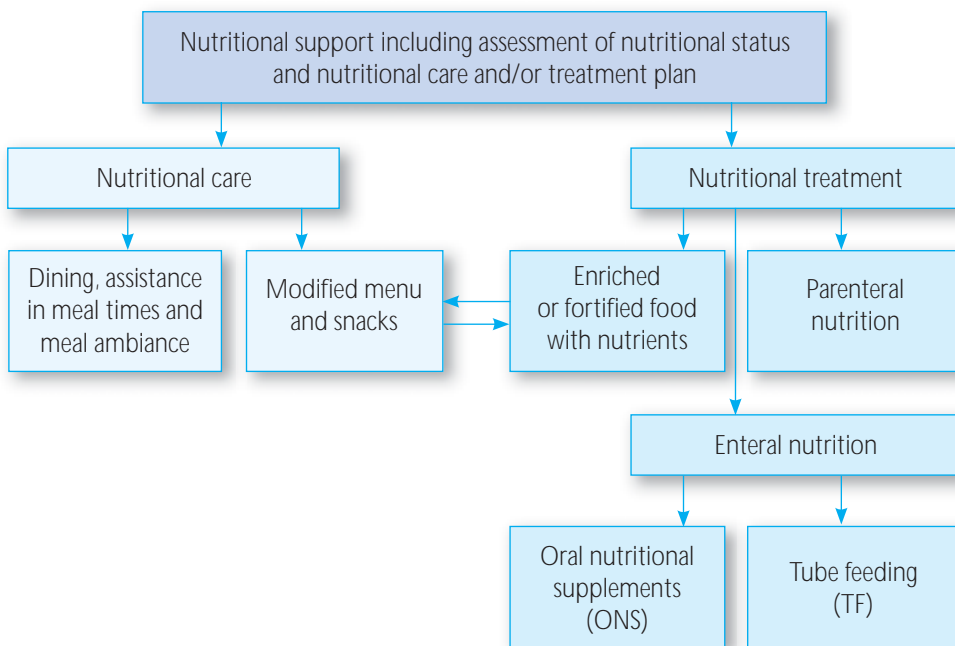 Nutritional support including assessment of nutritional status
and nutritional care and/or treatment plan
Nutritional care
Nutritional treatment
Dining, assistance
in meal times and
meal ambiance
Modified menu
and snacks
Enriched
or fortified food
with nutrients
Parenteral
nutrition
Enteral nutrition
Oral nutritional
supplements
(ONS)
Tube feeding
(TF)